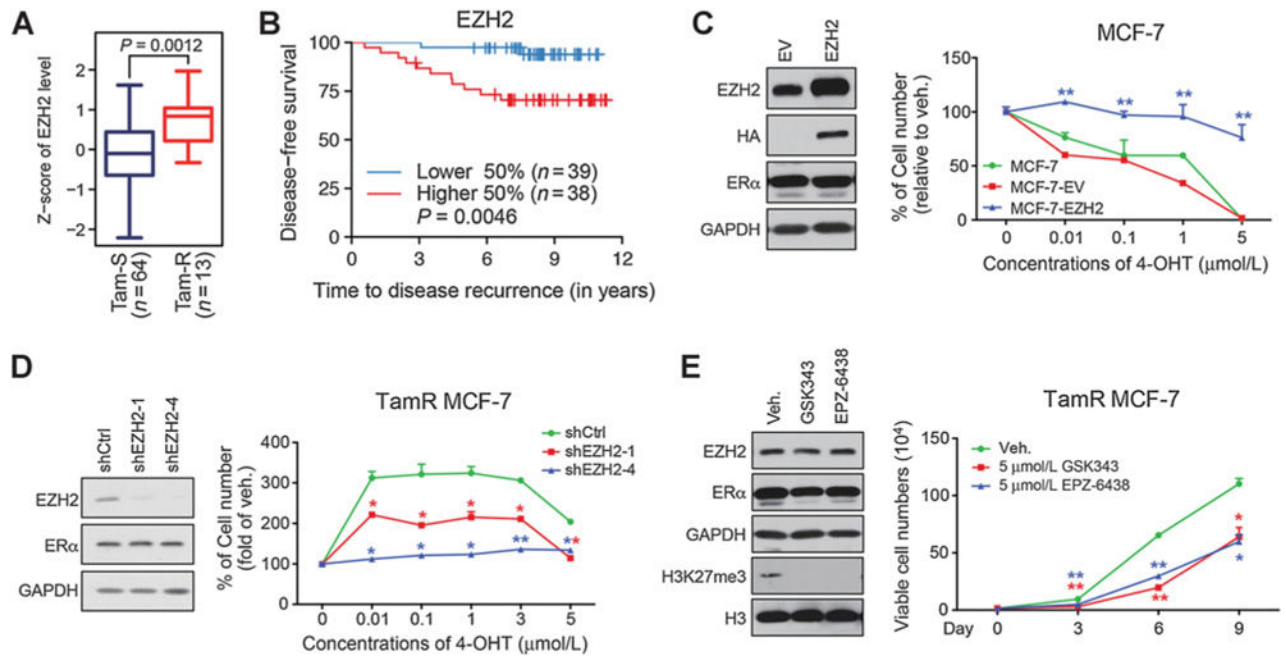 A
P = 0.0012
Z-score of EZH2 level
2
1
0
−1
−2
Tam-S
(n = 64)
Tam-R
(n = 13)
B
EZH2
Disease-free survival
100
75
50
25
0
Lower 50% (n = 39)
Higher 50% (n = 38)
P = 0.0046
0 3 6 9 12
Time to disease recurrence (in years)
C
EV
EZH2
EZH2
HA
ERα
GAPDH
MCF-7
% of Cell number
(relative to veh.)
150
100
50
0
** ** ** **
MCF-7
MCF-7-EV
MCF-7-EZH2
0 0.01 0.1 1 5
Concentrations of 4-OHT (μmol/L)
D
shCtrl
shEZH2-1
shEZH2-4
EZH2
ERα
GAPDH
TamR MCF-7
% of Cell number
(fold of veh.)
400
300
200
100
0
shCtrl
shEZH2-1
shEZH2-4
* * * *
* * * ** **
0 0.01 0.1 1 3 5
Concentrations of 4-OHT (μmol/L)
E
Veh.
GSK343
EPZ-6438
EZH2
ERα
GAPDH
H3K27me3
H3
TamR MCF-7
Viable cell numbers (10⁴)
150
100
50
0
Veh.
5 μmol/L GSK343
5 μmol/L EPZ-6438
** ** *
** ** *
Day 0 3 6 9